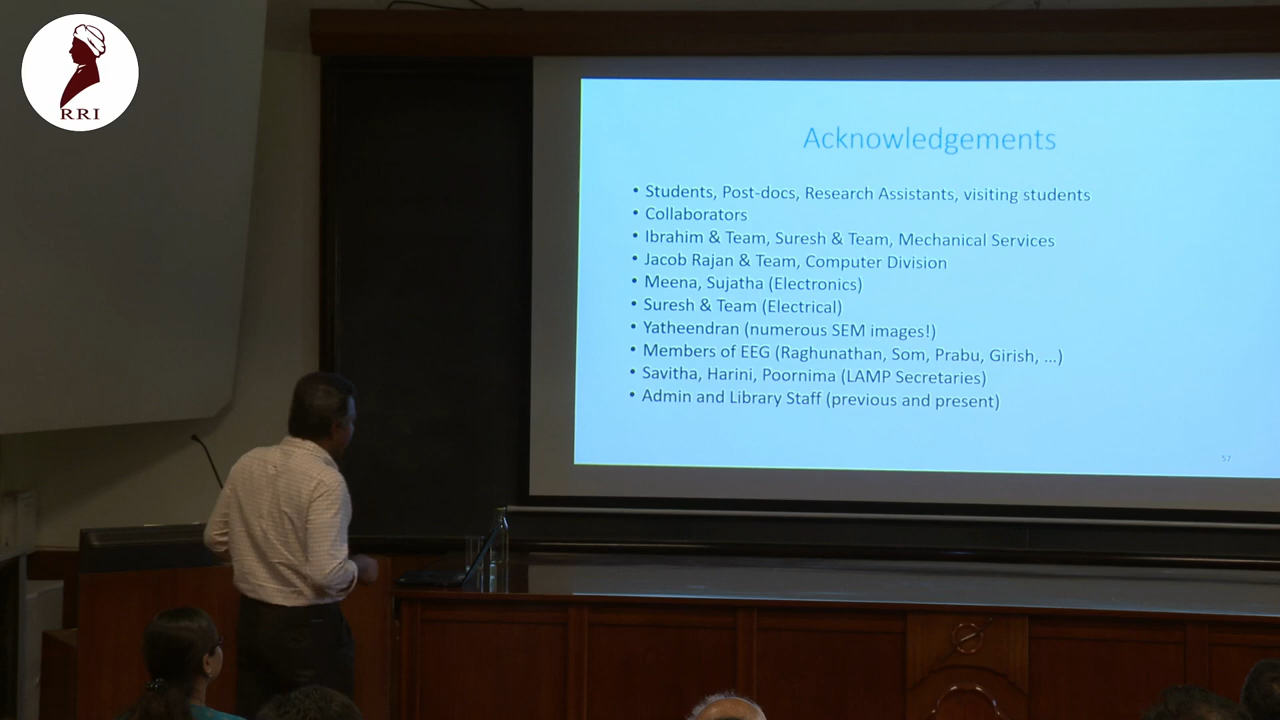 RRI
Acknowledgements
• Students, Post-docs, Research Assistants, visiting students
• Collaborators
• Ibrahim & Team, Suresh & Team, Mechanical Services
• Jacob Rajan & Team, Computer Division
• Meena, Sujatha (Electronics)
• Suresh & Team (Electrical)
• Yatheendran (numerous SEM images!)
• Members of EEG (Raghunathan, Som, Prabu, Girish, ...)
• Savitha, Harini, Poornima (LAMP Secretaries)
• Admin and Library Staff (previous and present)
57